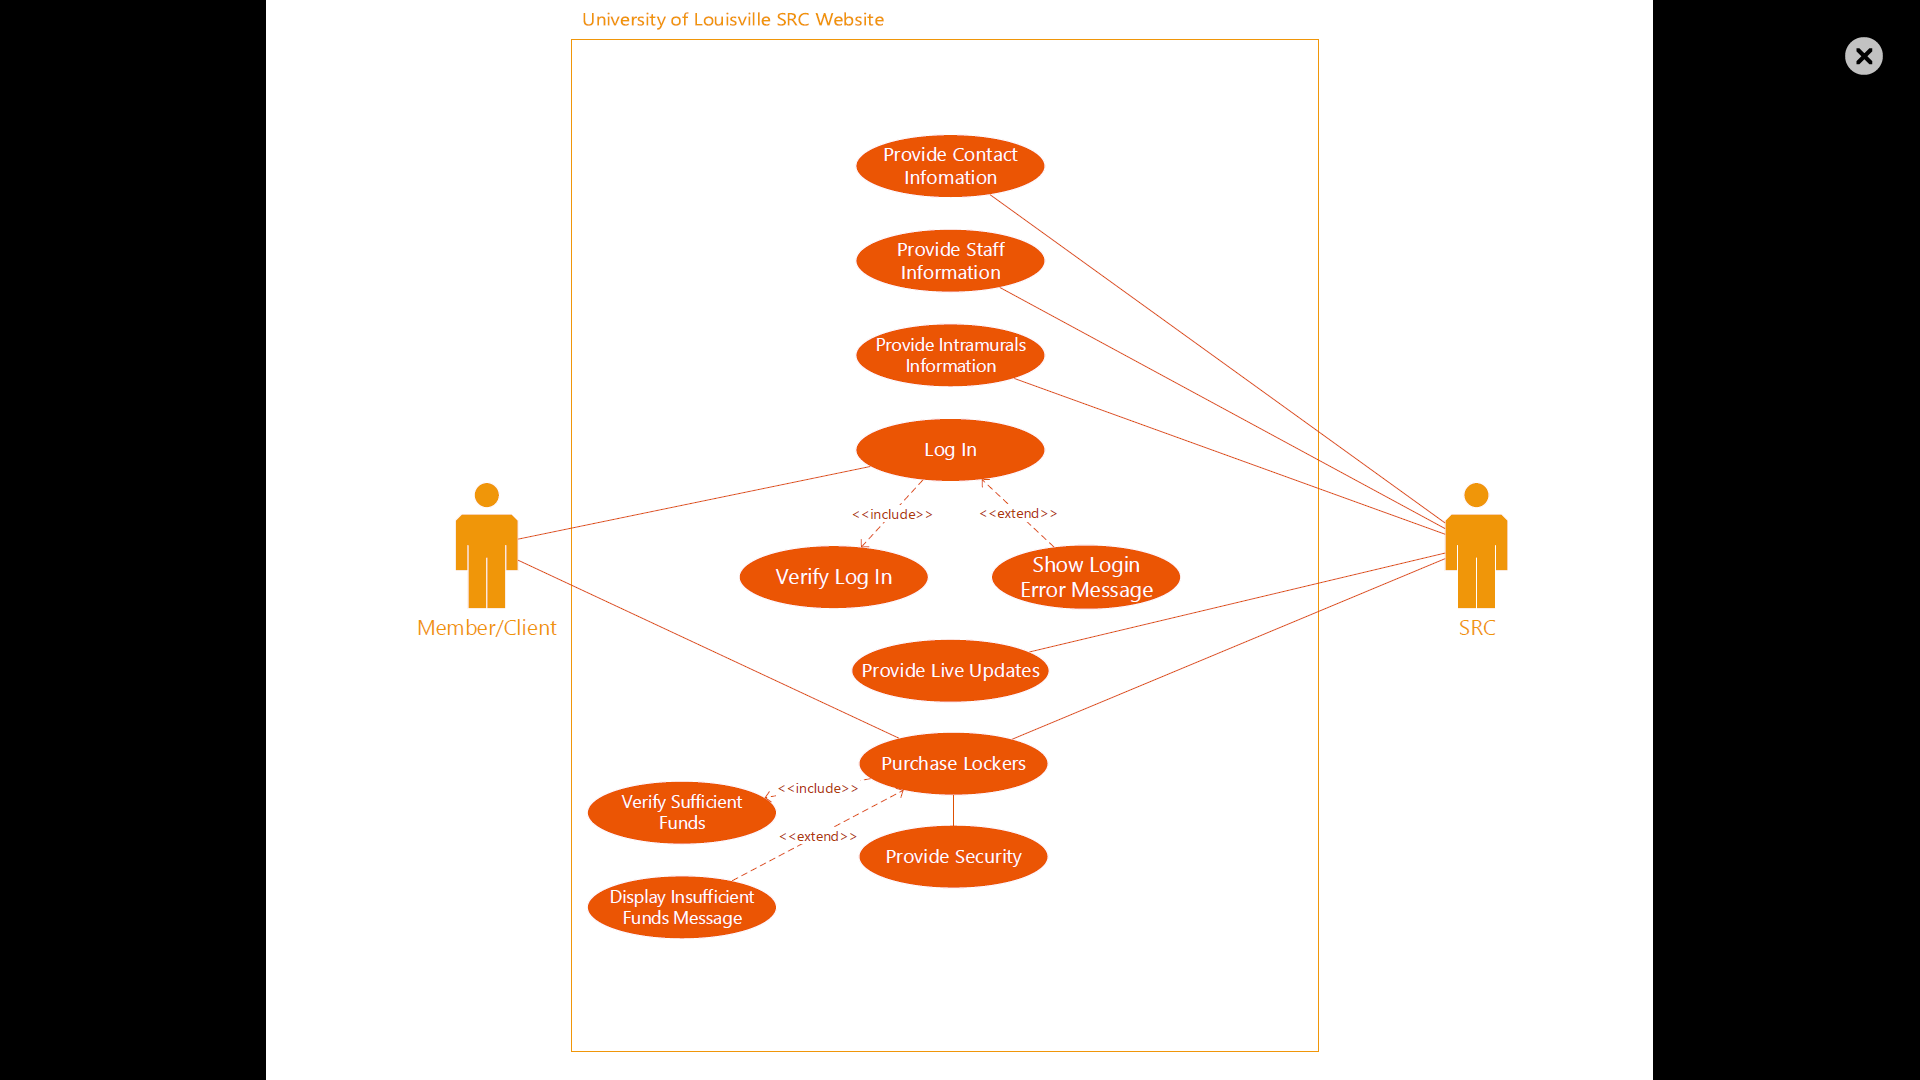 University of Louisville SRC Website
Provide Contact
Infomation
Provide Staff
Information
Provide Intramurals
Information
Log In
<<include>>
<<extend>>
Verify Log In
Show Login
Error Message
Member/Client
SRC
Provide Live Updates
Purchase Lockers
<<include>>
Verify Sufficient
Funds
<<extend>>
Provide Security
Display Insufficient
Funds Message